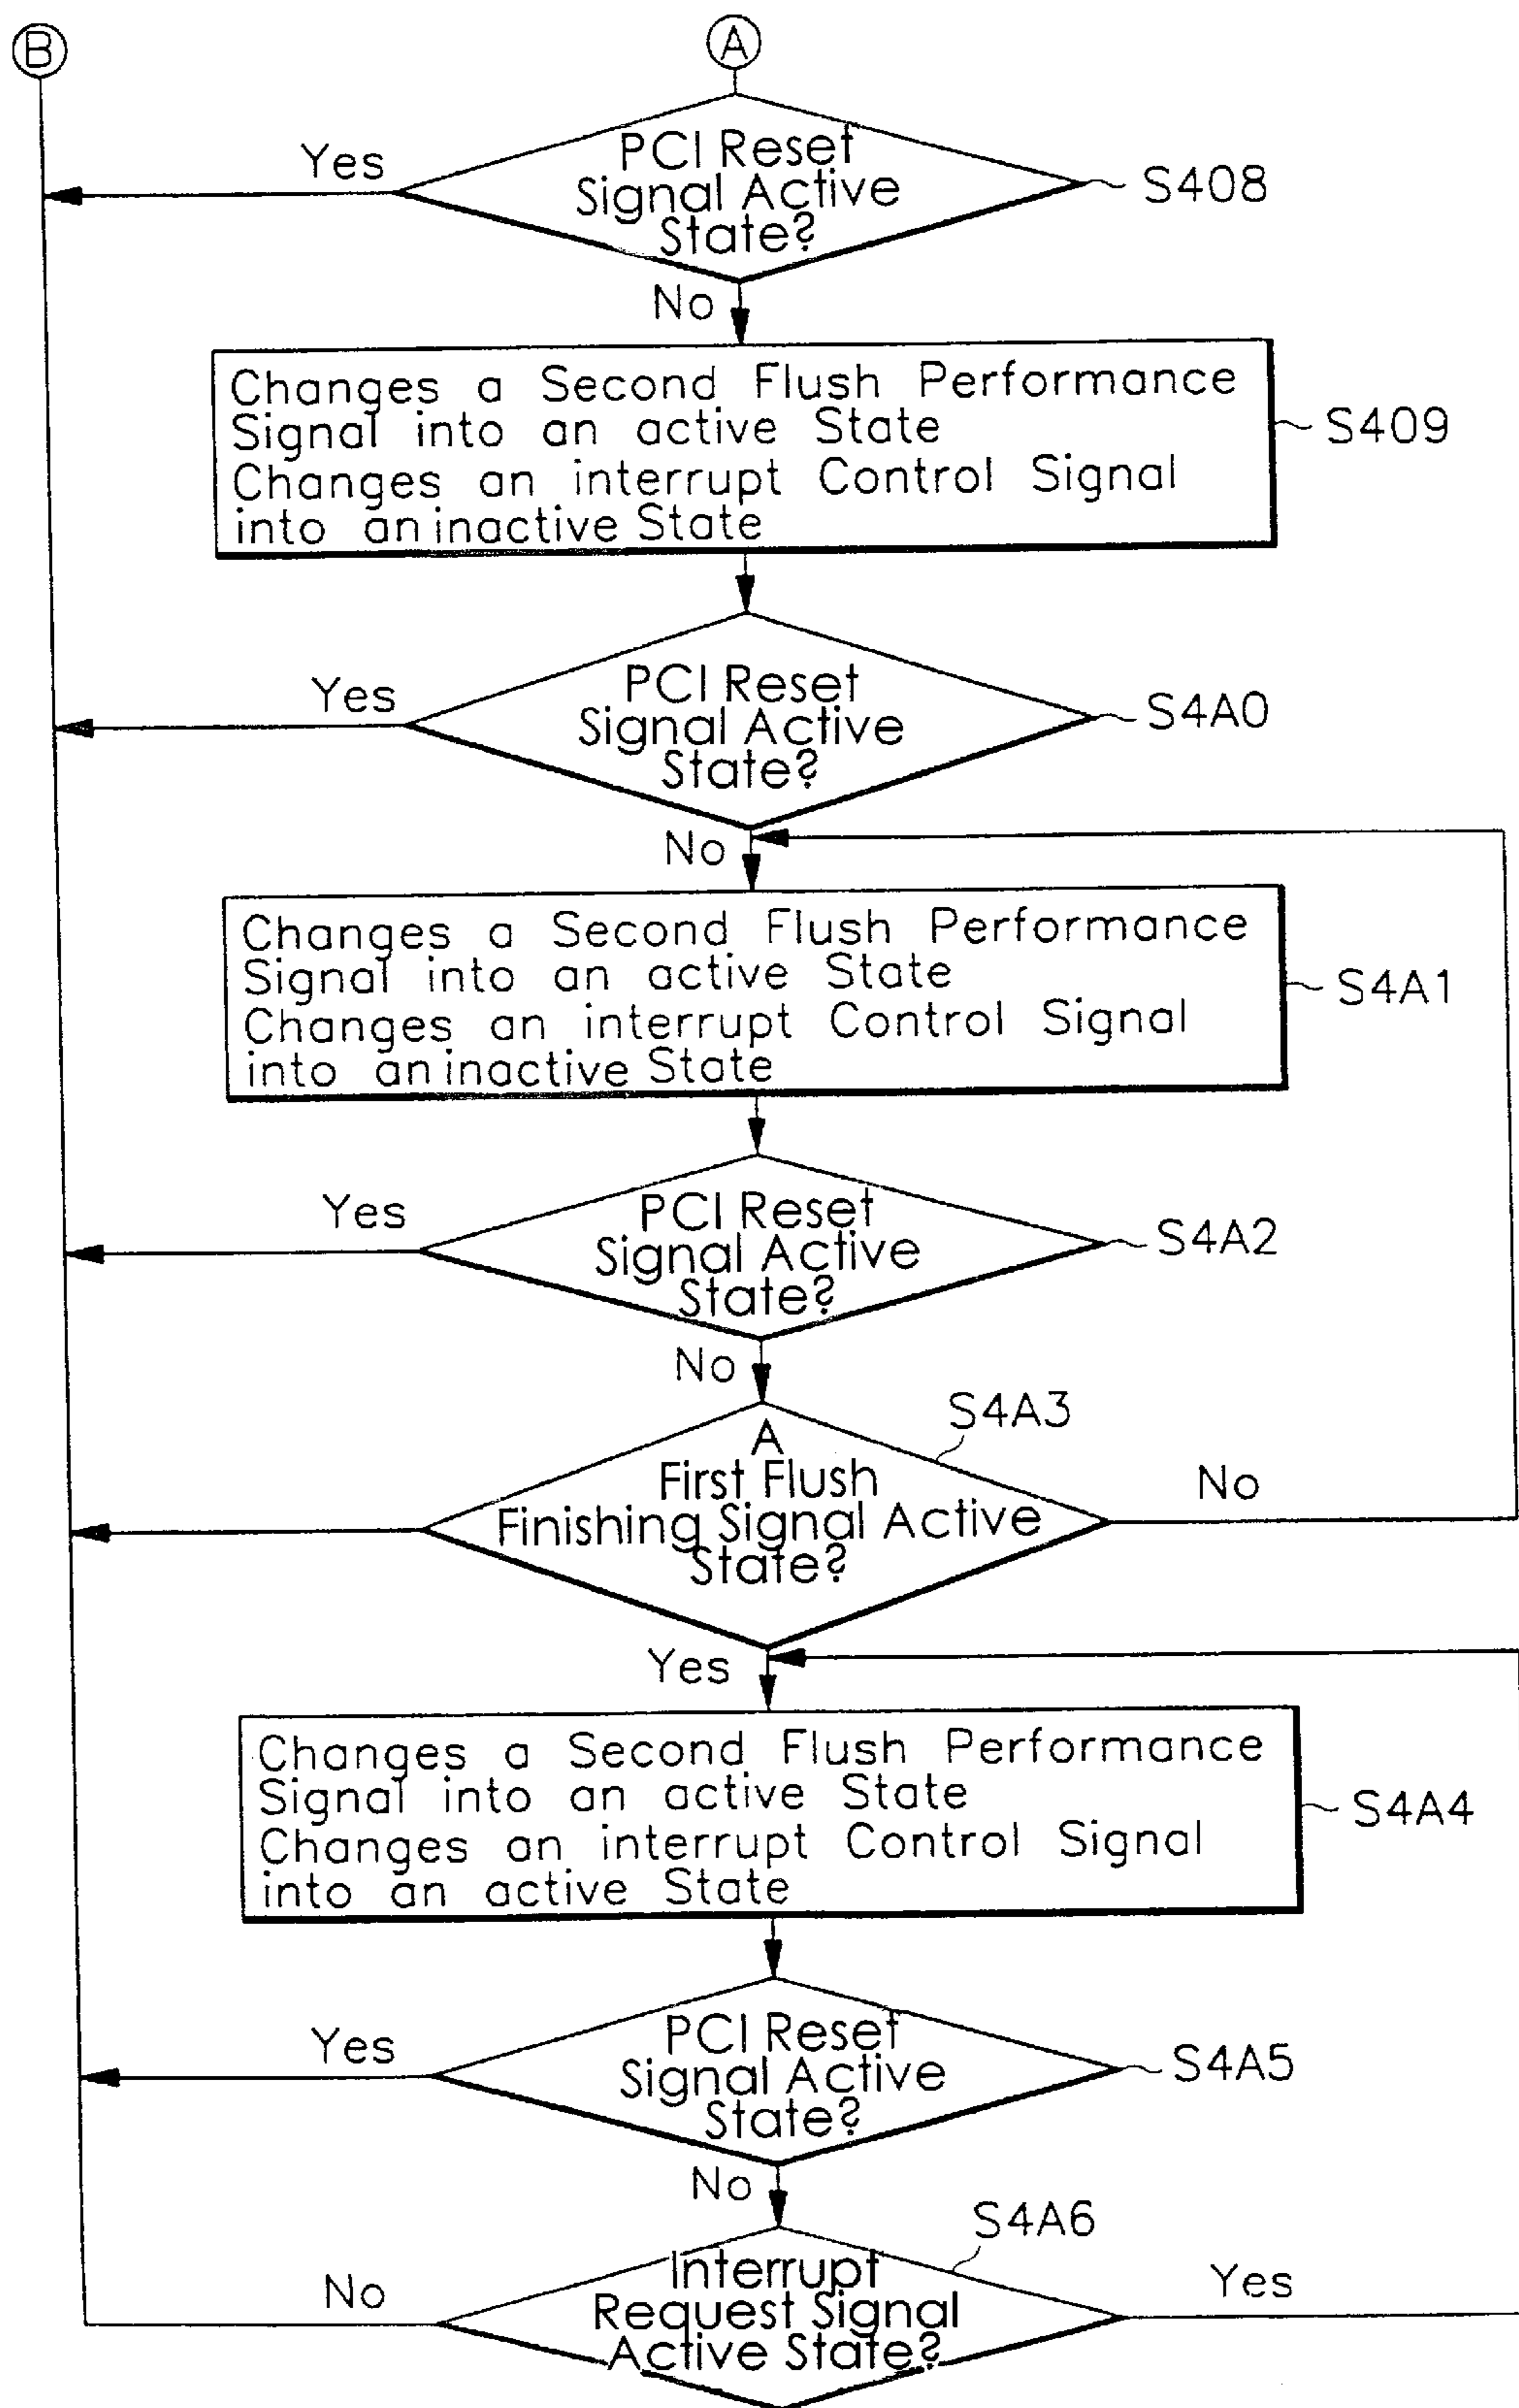 B
A
PCI Reset
Signal Active
State?
Yes
S408
No
Changes a Second Flush Performance
Signal into an active State
Changes an interrupt Control Signal
into an inactive State
S409
PCI Reset
Signal Active
State?
Yes
S4A0
No
Changes a Second Flush Performance
Signal into an active State
Changes an interrupt Control Signal
into an inactive State
S4A1
PCI Reset
Signal Active
State?
Yes
S4A2
No
S4A3
A
First Flush
Finishing Signal Active
State?
No
Yes
Changes a Second Flush Performance
Signal into an active State
Changes an interrupt Control Signal
into an active State
S4A4
PCI Reset
Signal Active
State?
Yes
S4A5
No
S4A6
Interrupt
Request Signal
Active State?
No
Yes